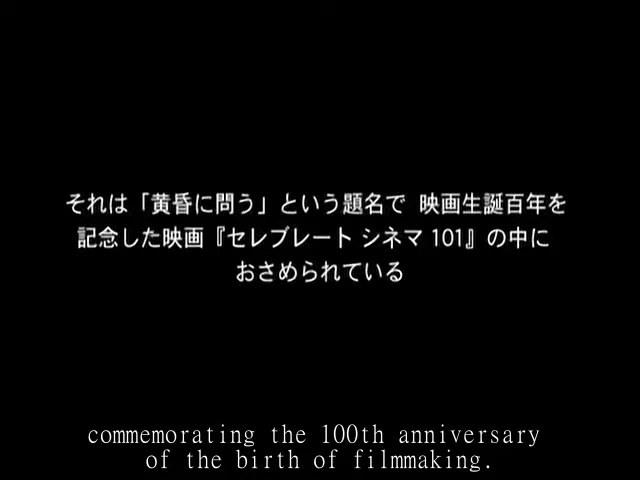 それは「黄昏に問う」という題名で 映画生誕百年を
記念した映画『セレブレート シネマ 101』の中に
おさめられている
commemorating the 100th anniversary
of the birth of filmmaking.